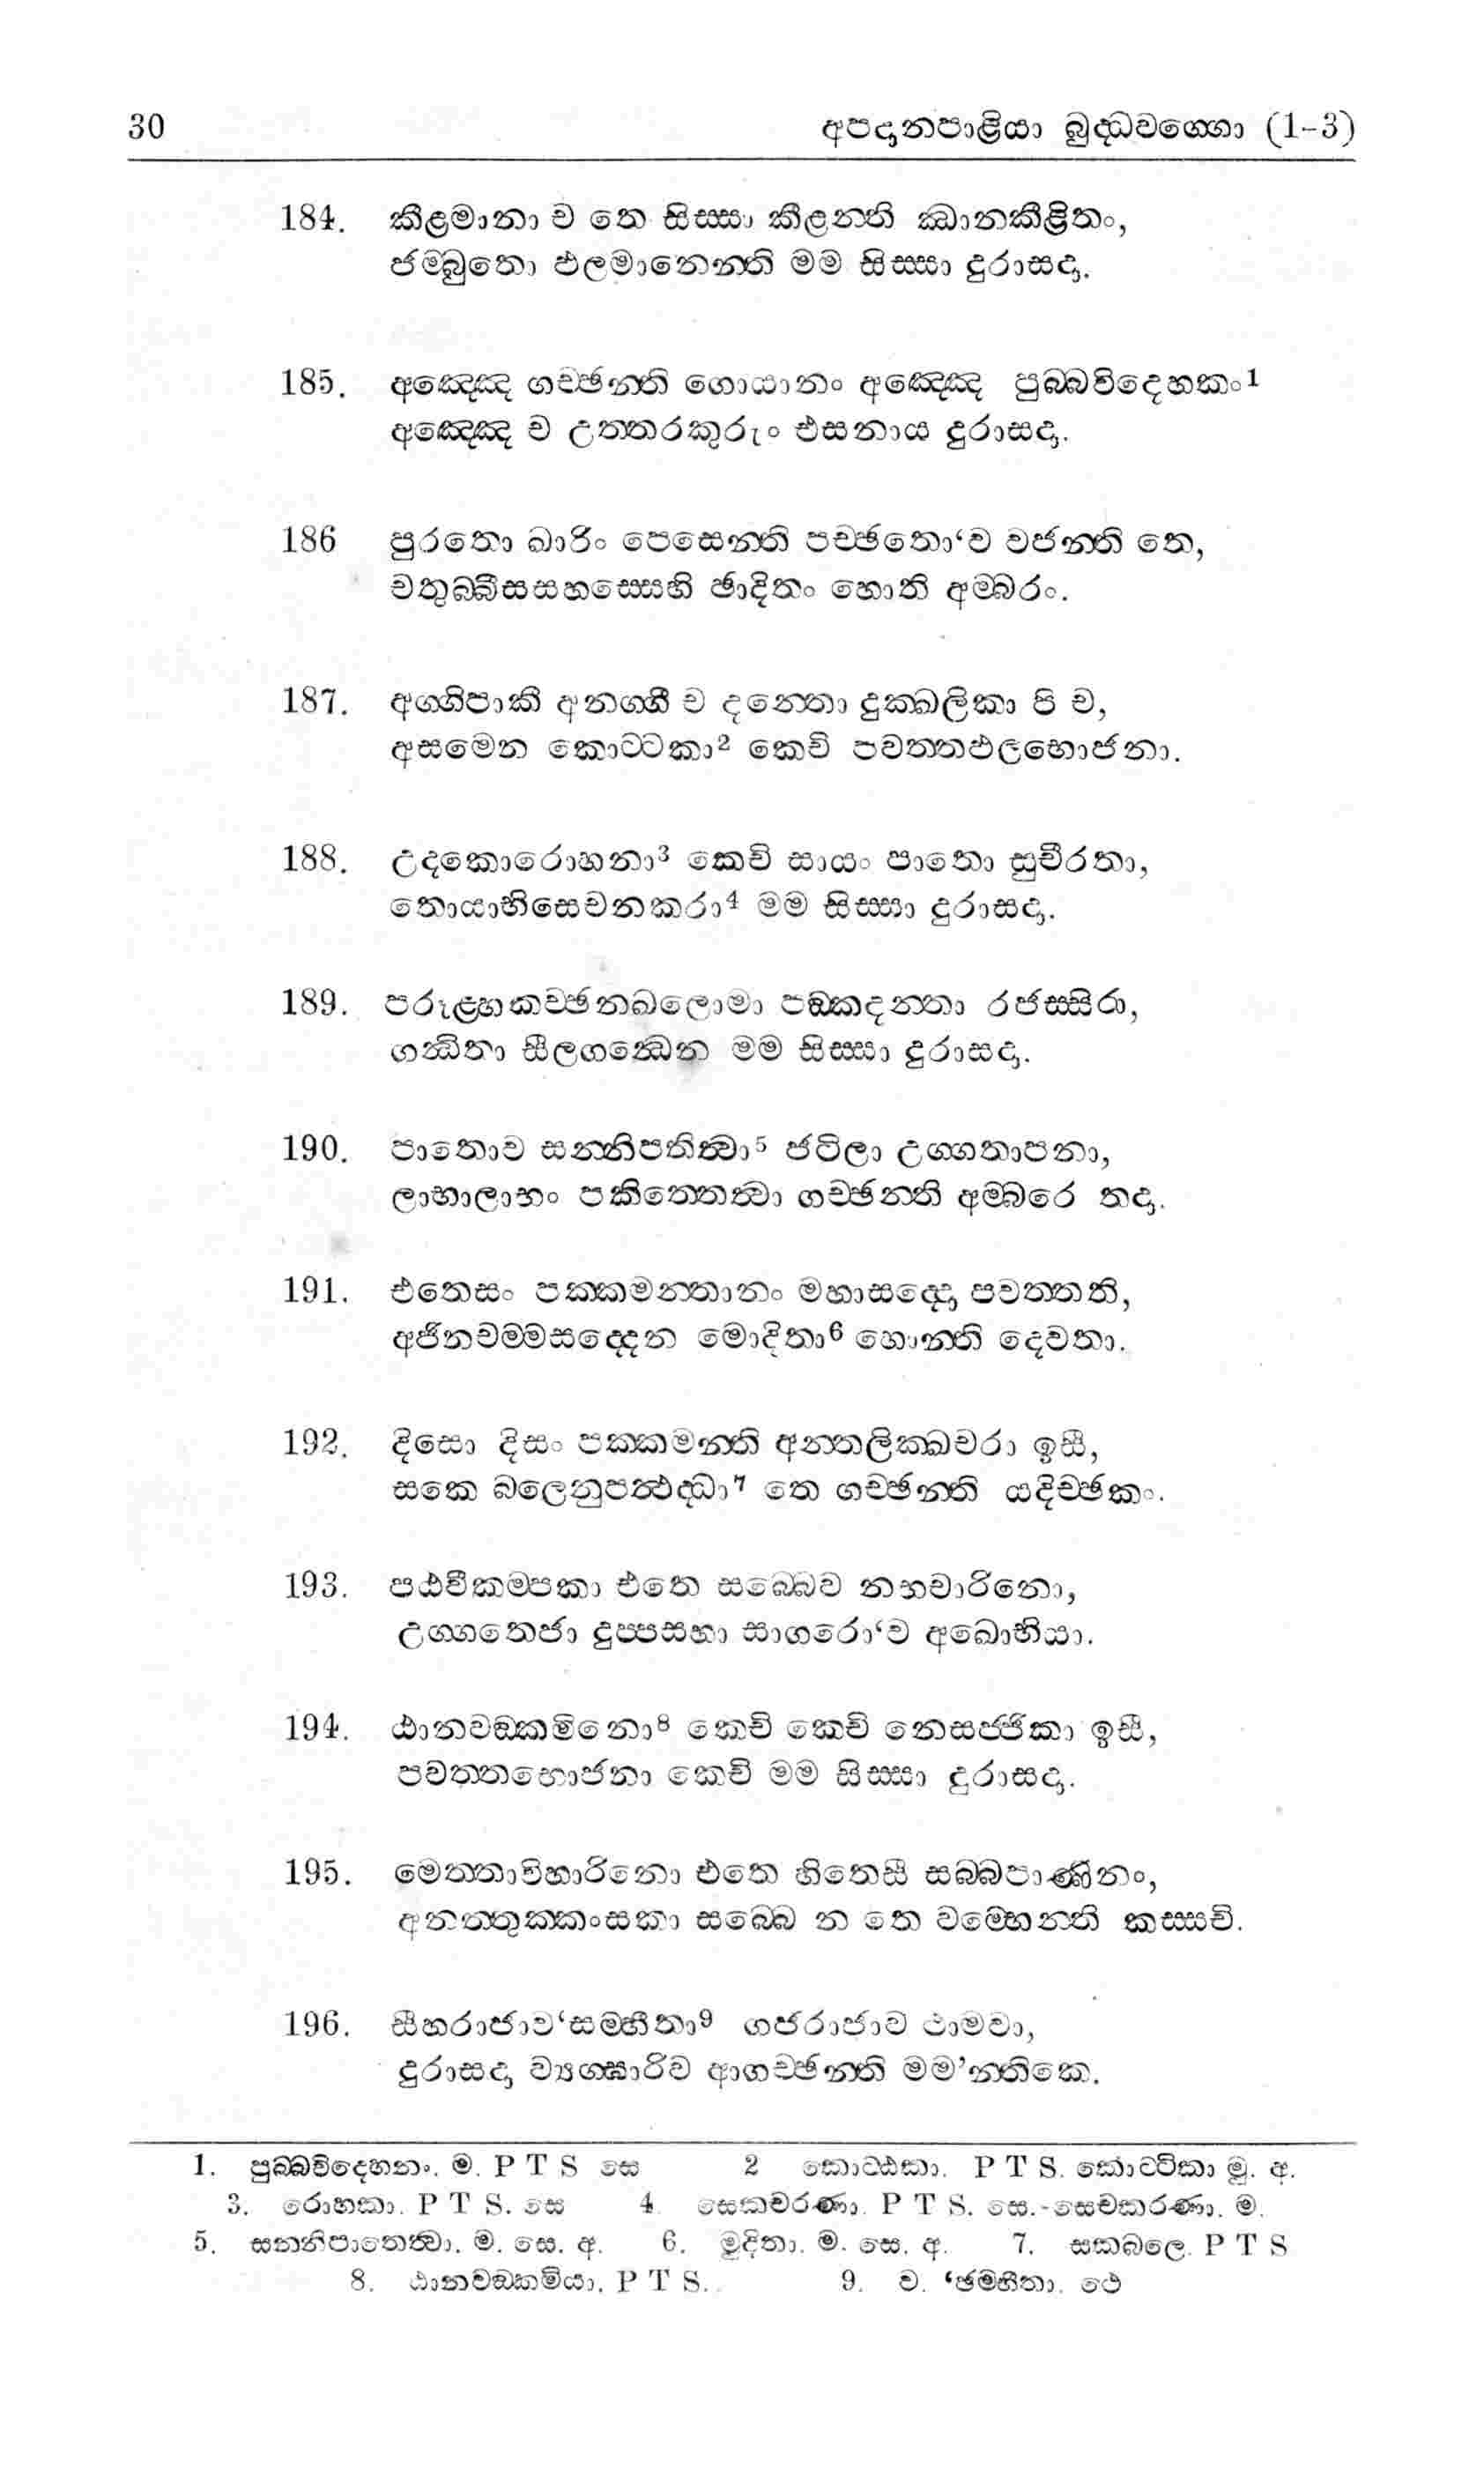 30 අපදානපාළියා බුද්ධවග්ගො (1-3)
184. කීළමානා ච තෙ සිස්සා කීළන්ති ඣානකීළිතං,
ජම්බුතො ඵලමානෙන්ති මම සිස්සා දුරාසදා.
185. අඤ්ඤෙ ගච්ඡන්ති ගොයානං අඤ්ඤෙ පුබ්බවිදෙහකං1
අඤ්ඤෙ ච උත්තරකුරුං එසනාය දුරාසදා.
186 පුරතො ඛාරිං පෙසෙන්ති පච්ඡතො‘ව වජන්ති තෙ,
චතුබ්බීසසහස්සෙහි ඡාදිතං හොති අම්බරං.
187. අග්ගිපාකී අනග්ගී ච දන්තො දුක්ඛලිකා පි ච,
අසමෙන කොට්ටකා2 කෙචි පවත්තඵලභොජනා.
188. උදකොරොහනා3 කෙචි සායං පාතො සුචීරතා,
තොයාභිසෙචනකරා4 මම සිස්සා දුරාසදා.
189. පරූළ්හකච්ඡනඛලොමා පඞ්කදන්තා රජස්සිරා,
ගන්ධිතා සීලගන්ධෙන මම සිස්සා දුරාසදා.
190. පාතොව සන්නිපතිත්වා5 ජටිලා උග්ගතාපනා,
ලාභාලාභං පකිත්තෙත්වා ගච්ඡන්ති අම්බරෙ තදා.
191. එතෙසං පක්කමන්තානං මහාසද්දො පවත්තති,
අජිනචම්මසද්දෙන මොදිතා6 හොන්ති දෙවතා.
192. දිසො දිසං පක්කමන්ති අන්තලික්ඛචරා ඉසී,
සකෙ බලෙනුපත්ථද්ධා7 තෙ ගච්ඡන්ති යදිච්ඡකං.
193. පඨවීකම්පකා එතෙ සබ්බෙව නභචාරිනො,
උග්ගතෙජා දුප්පසහා සාගරො‘ව අඛොභියා.
194. ඨානචඞ්කමිනො8 කෙචි කෙචි නෙසජ්ජිකා ඉසී,
පවත්තභොජනා කෙචි මම සිස්සා දුරාසදා.
195. මෙත්තාවිහාරිනො එතෙ හිතෙසී සබ්බපාණිනං,
අනත්තුක්කංසකා සබ්බෙ න තෙ වම්භෙන්ති කස්සචි.
196. සීහරාජාව‘සම්භීතා9 ගජරාජාව ථාමවා,
දුරාසදා ව්‍යග්ඝාරිව ආගච්ඡන්ති මම’න්තිකෙ.
1. පුබ්බවිදෙහනං. ම. P T S සෙ 2 කොට්ඨකා. P T S. කොට්ටිකා මූ. අ.
3. රොහකා. P T S. සෙ 4. සෙකචරණා. P T S. සෙ.-සෙචකරණා. ම.
5. සන්නිපාතෙත්වා. ම. සෙ. අ. 6. මුදිතා. ම. සෙ. අ. 7. සකබලෙ. P T S
8. ඨානචඞ්කමියා. P T S. 9. ව. ‘ඡම්භීතා. ථෙ